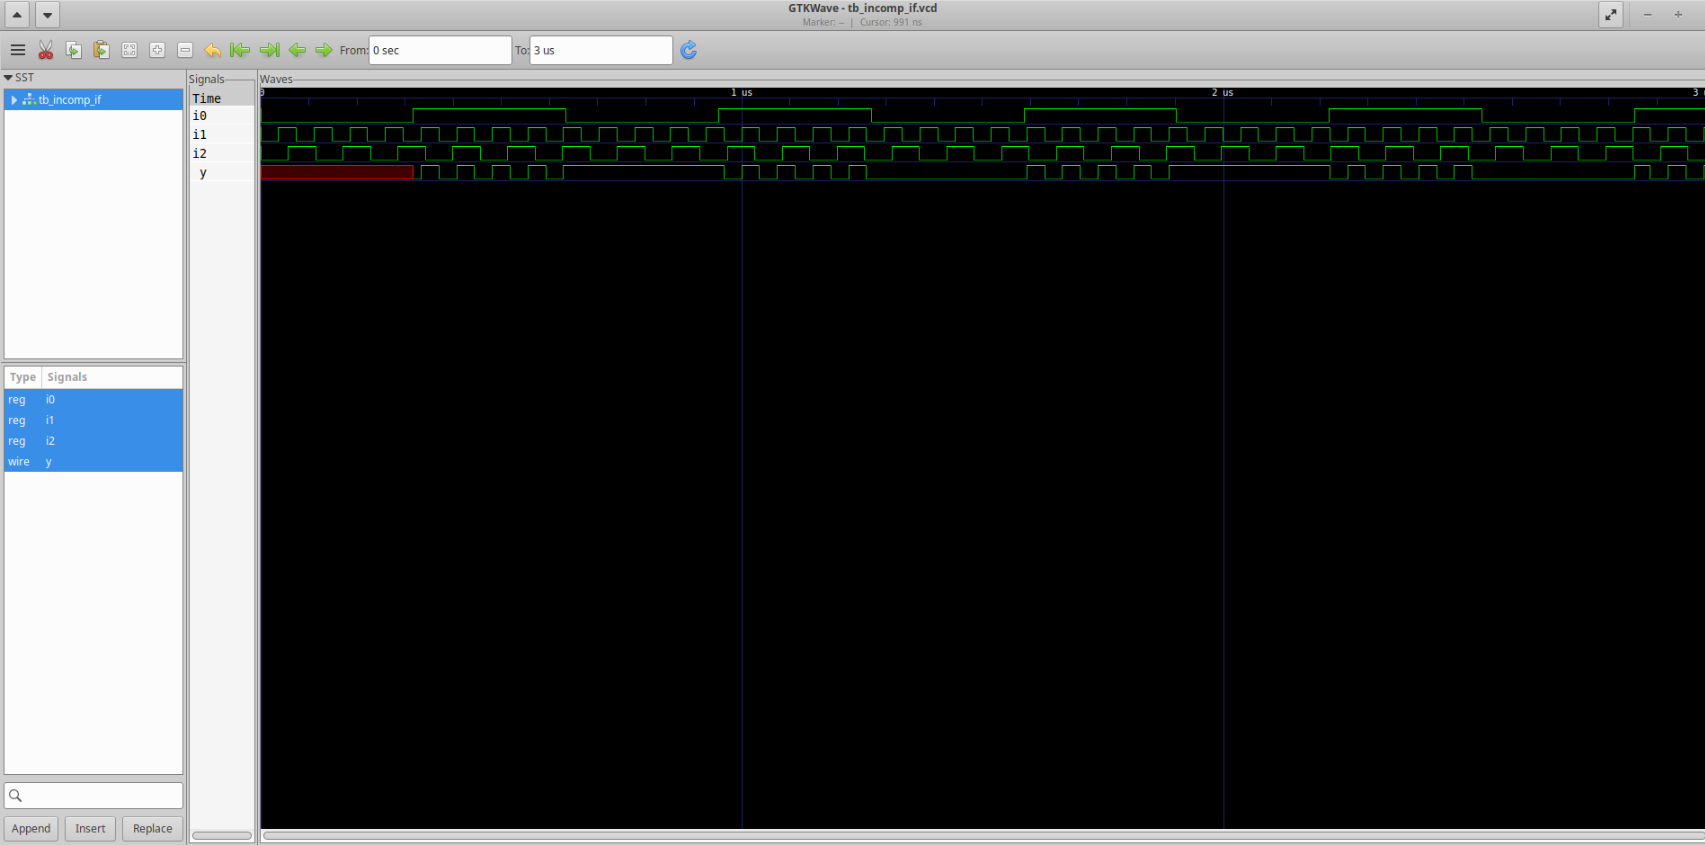 GTKWave - tb_incomp_if.vcd
Marker: -- | Cursor: 991 ns
From: 0 sec To: 3 us
SST
tb_incomp_if
Type Signals
reg i0
reg i1
reg i2
wire y
Append Insert Replace
Signals
Time
i0
i1
i2
y
Waves
0 1 us 2 us 3